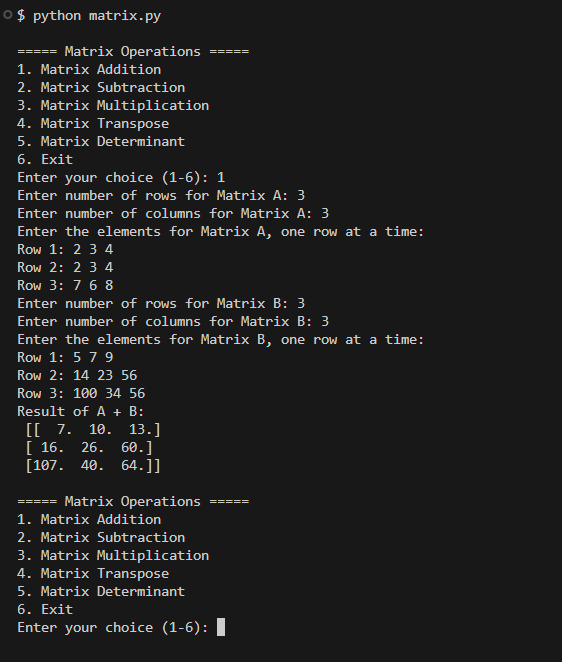 $ python matrix.py
===== Matrix Operations =====
1. Matrix Addition
2. Matrix Subtraction
3. Matrix Multiplication
4. Matrix Transpose
5. Matrix Determinant
6. Exit
Enter your choice (1-6): 1
Enter number of rows for Matrix A: 3
Enter number of columns for Matrix A: 3
Enter the elements for Matrix A, one row at a time:
Row 1: 2 3 4
Row 2: 2 3 4
Row 3: 7 6 8
Enter number of rows for Matrix B: 3
Enter number of columns for Matrix B: 3
Enter the elements for Matrix B, one row at a time:
Row 1: 5 7 9
Row 2: 14 23 56
Row 3: 100 34 56
Result of A + B:
 [[  7.  10.  13.]
 [ 16.  26.  60.]
 [107.  40.  64.]]
===== Matrix Operations =====
1. Matrix Addition
2. Matrix Subtraction
3. Matrix Multiplication
4. Matrix Transpose
5. Matrix Determinant
6. Exit
Enter your choice (1-6):